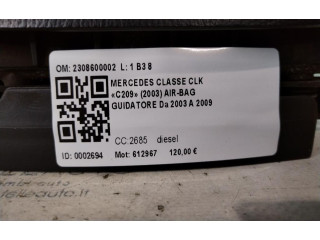 OM: 2308600002 L: 1 B3 8
MERCEDES CLASSE CLK
«C209» (2003) AIR-BAG
GUIDATORE Da 2003 A 2009
CC:2685 diesel
ID: 0002694 Mot: 612967 120,00 €